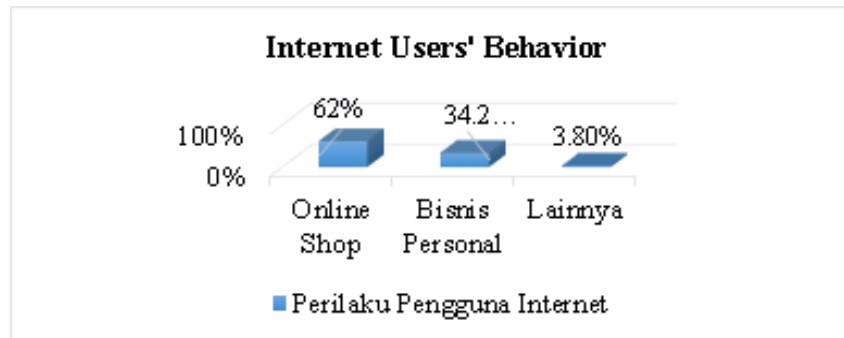 Internet Users' Behavior
62%
34.2...
3.80%
100%
0%
Online
Shop
Bisnis
Personal
Lainnya
Perilaku Pengguna Internet